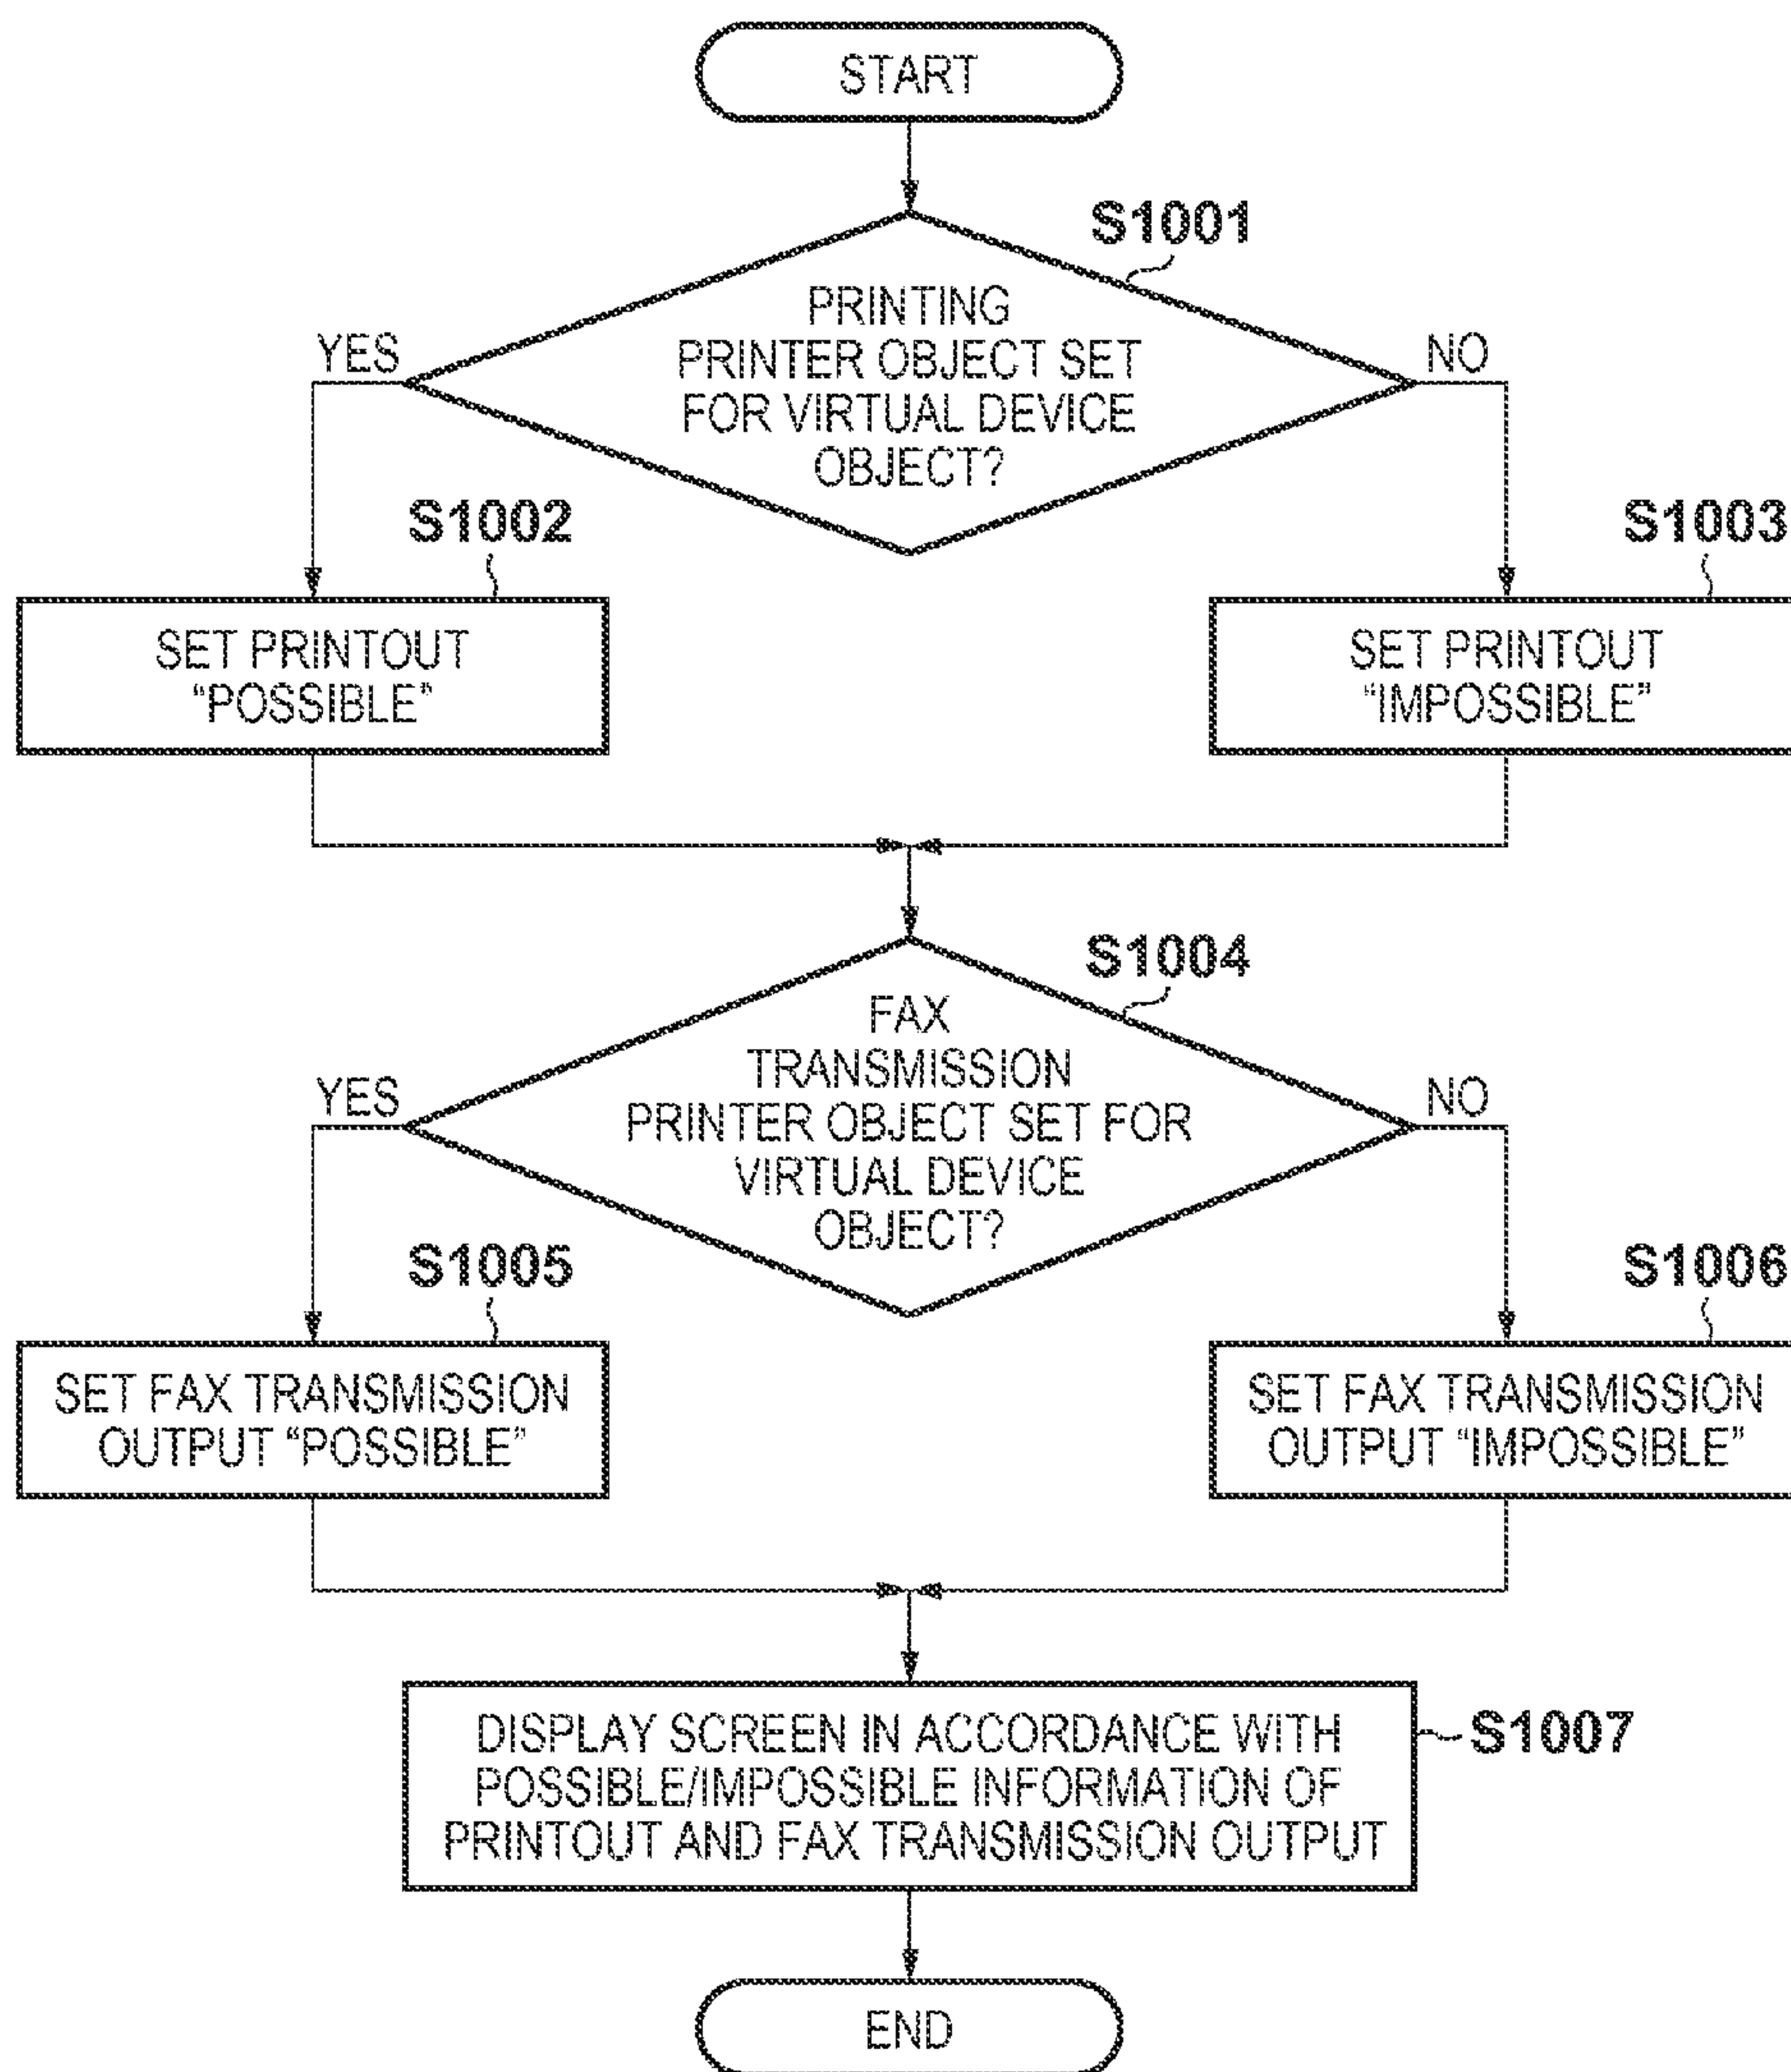 START
S1001
PRINTING
PRINTER OBJECT SET
FOR VIRTUAL DEVICE
OBJECT?
YES
NO
S1002
S1003
SET PRINTOUT
“POSSIBLE”
SET PRINTOUT
“IMPOSSIBLE”
S1004
FAX
TRANSMISSION
PRINTER OBJECT SET FOR
VIRTUAL DEVICE
OBJECT?
YES
NO
S1005
S1006
SET FAX TRANSMISSION
OUTPUT “POSSIBLE”
SET FAX TRANSMISSION
OUTPUT “IMPOSSIBLE”
DISPLAY SCREEN IN ACCORDANCE WITH
POSSIBLE/IMPOSSIBLE INFORMATION OF
PRINTOUT AND FAX TRANSMISSION OUTPUT
S1007
END